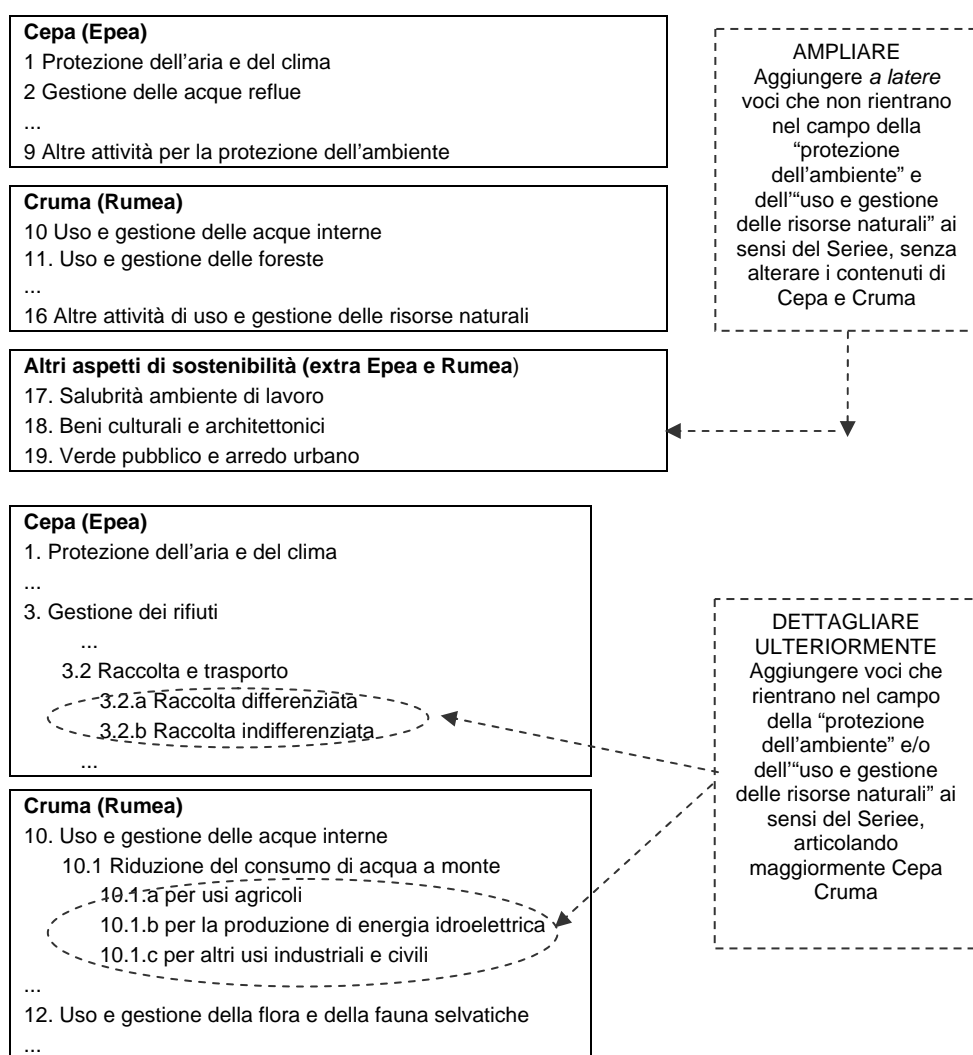 Cepa (Epea)
1 Protezione dell'aria e del clima
2 Gestione delle acque reflue
...
9 Altre attività per la protezione dell'ambiente
Cruma (Rumea)
10 Uso e gestione delle acque interne
11. Uso e gestione delle foreste
...
16 Altre attività di uso e gestione delle risorse naturali
Altri aspetti di sostenibilità (extra Epea e Rumea)
17. Salubrità ambiente di lavoro
18. Beni culturali e architettonici
19. Verde pubblico e arredo urbano
AMPLIARE
Aggiungere a latere
voci che non rientrano
nel campo della
“protezione
dell'ambiente” e
dell'“uso e gestione
delle risorse naturali” ai
sensi del Seriee, senza
alterare i contenuti di
Cepa e Cruma
Cepa (Epea)
1. Protezione dell'aria e del clima
...
3. Gestione dei rifiuti
...
3.2 Raccolta e trasporto
3.2.a Raccolta differenziata
3.2.b Raccolta indifferenziata
...
Cruma (Rumea)
10. Uso e gestione delle acque interne
10.1 Riduzione del consumo di acqua a monte
10.1.a per usi agricoli
10.1.b per la produzione di energia idroelettrica
10.1.c per altri usi industriali e civili
...
12. Uso e gestione della flora e della fauna selvatiche
...
DETTAGLIARE
ULTERIORMENTE
Aggiungere voci che
rientrano nel campo
della “protezione
dell'ambiente” e/o
dell'“uso e gestione
delle risorse naturali” ai
sensi del Seriee,
articolando
maggiormente Cepa
Cruma